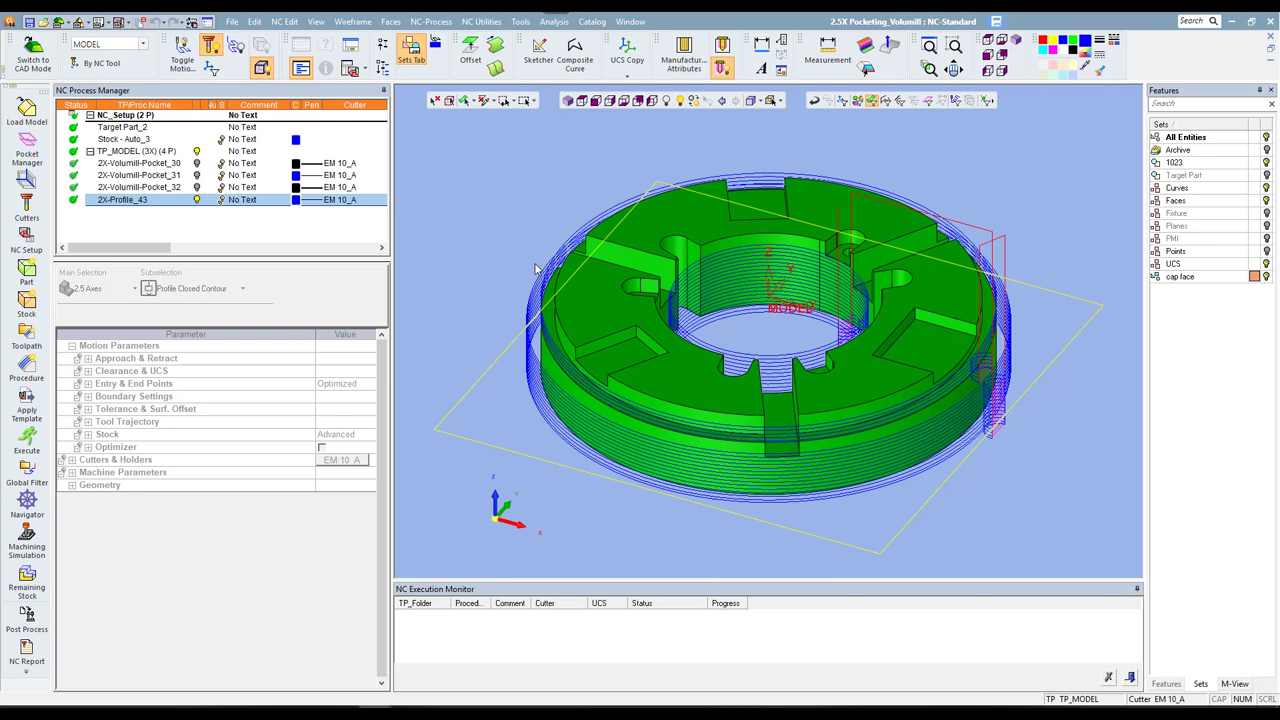 File Edit NC Edit View Wireframe Faces NC-Process NC Utilities Tools Analysis Catalog Window
2.5X Pocketing_Volumill : NC-Standard
Search
Switch to CAD Mode
MODEL
By NC Tool
Toggle Motio...
Sets Tab
Offset
Sketcher
Composite Curve
UCS Copy
Manufactur... Attributes
Measurement
NC Process Manager
Status TP/Proc Name S Comment C Pen Cutter
NC_Setup (2 P) No Text
Target Part_2 No Text
Stock - Auto_3 No Text
TP_MODEL (3X) (4 P) No Text
2X-Volumill-Pocket_30 No Text EM 10_A
2X-Volumill-Pocket_31 No Text EM 10_A
2X-Volumill-Pocket_32 No Text EM 10_A
2X-Profile_43 No Text EM 10_A
Load Model
Pocket Manager
Cutters
NC Setup
Part
Stock
Toolpath
Procedure
Apply Template
Execute
Global Filter
Navigator
Machining Simulation
Remaining Stock
Post Process
NC Report
Main Selection Subselection
2.5 Axes Profile Closed Contour
Parameter Value
Motion Parameters
Approach & Retract
Clearance & UCS
Entry & End Points Optimized
Boundary Settings
Tolerance & Surf. Offset
Tool Trajectory
Stock Advanced
Optimizer
Cutters & Holders EM 10 A
Machine Parameters
Geometry
Z
Y
MODEL
z
x
NC Execution Monitor
TP_Folder Proced... Comment Cutter UCS Status Progress
Features
Search
Sets
All Entities
Archive
1023
Target Part
Curves
Faces
Fixture
Planes
PMI
Points
UCS
cap face
Features Sets M-View
TP TP_MODEL Cutter EM 10_A CAP NUM SCRL